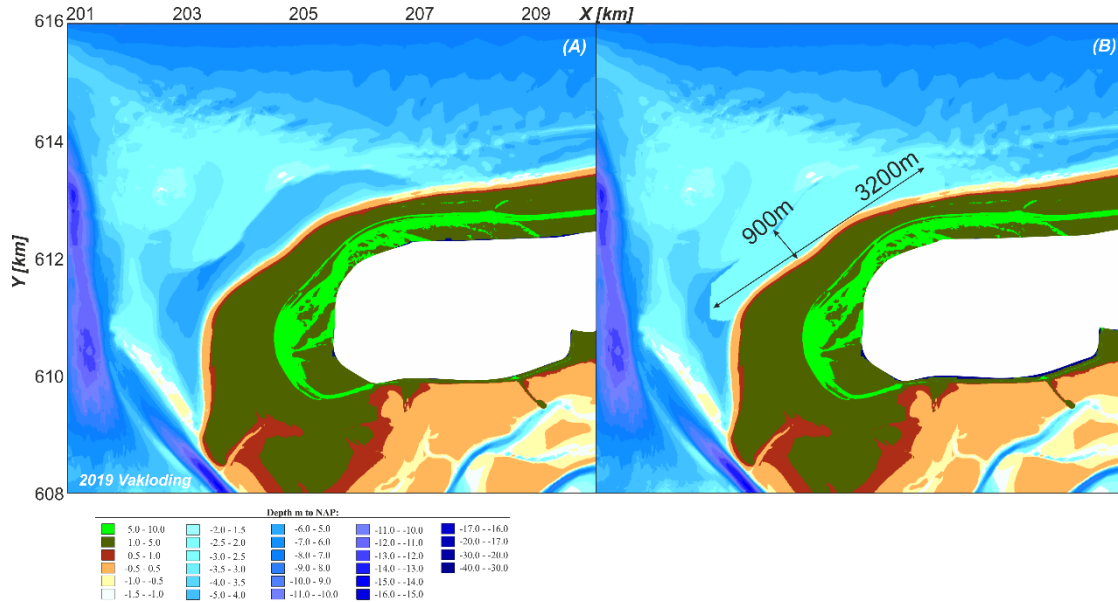 616
201 203 205 207 209 X [km]
(A) (B)
614
3200m
900m
Y [km]
612
610
608
2019 Vakloding
Depth m to NAP:
5.0 - 10.0 -2.0 - 1.5 -6.0 - 5.0 -11.0 - -10.0 -17.0 - -16.0
1.0 - 5.0 -2.5 - 2.0 -7.0 - 6.0 -12.0 - -11.0 -20.0 - -17.0
0.5 - 1.0 -3.0 - 2.5 -8.0 - 7.0 -13.0 - -12.0 -30.0 - -20.0
-0.5 - 0.5 -3.5 - 3.0 -9.0 - 8.0 -14.0 - -13.0 -40.0 - -30.0
-1.0 - -0.5 -4.0 - 3.5 -10.0 - 9.0 -15.0 - -14.0
-1.5 - -1.0 -5.0 - 4.0 -11.0 - -10.0 -16.0 - -15.0